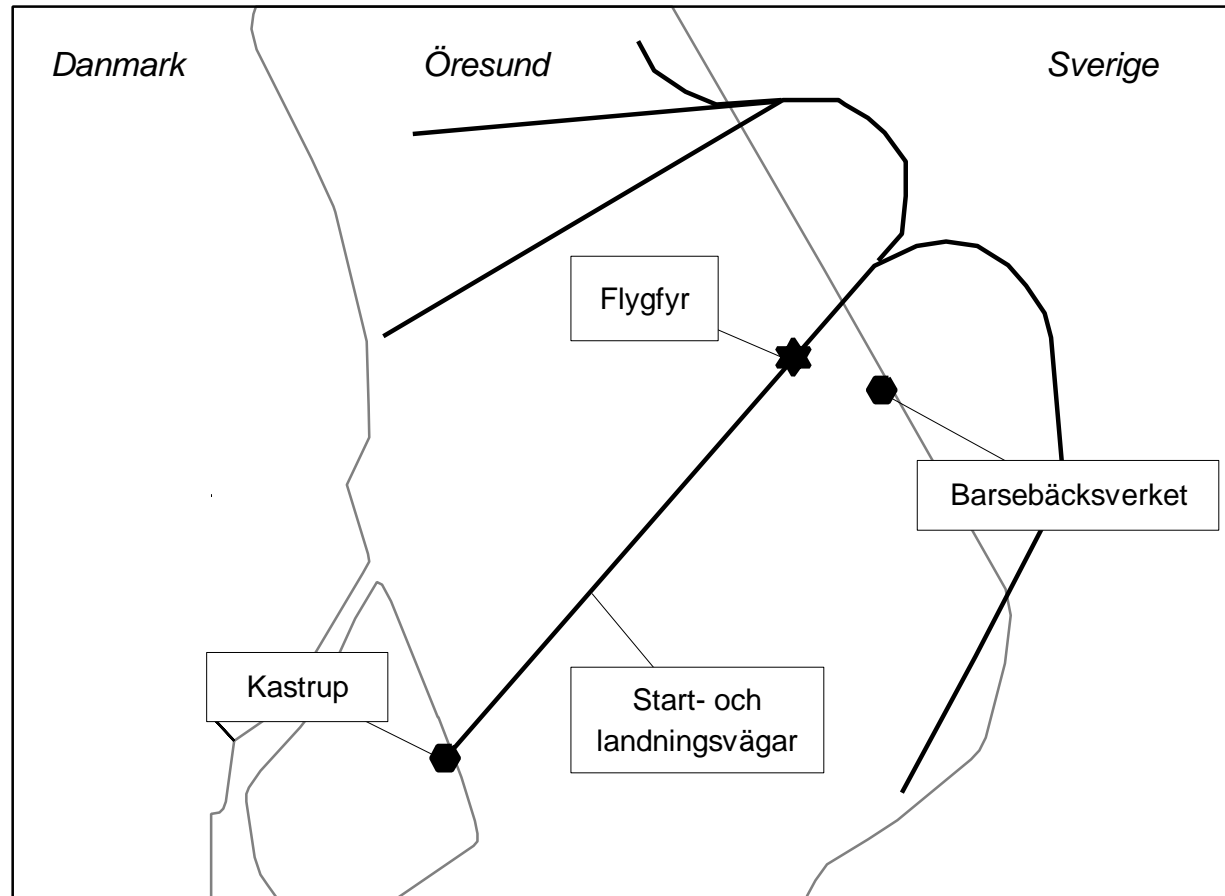 Danmark
Öresund
Sverige
Flygfyr
Barsebäcksverket
Kastrup
Start- och
landningsvägar